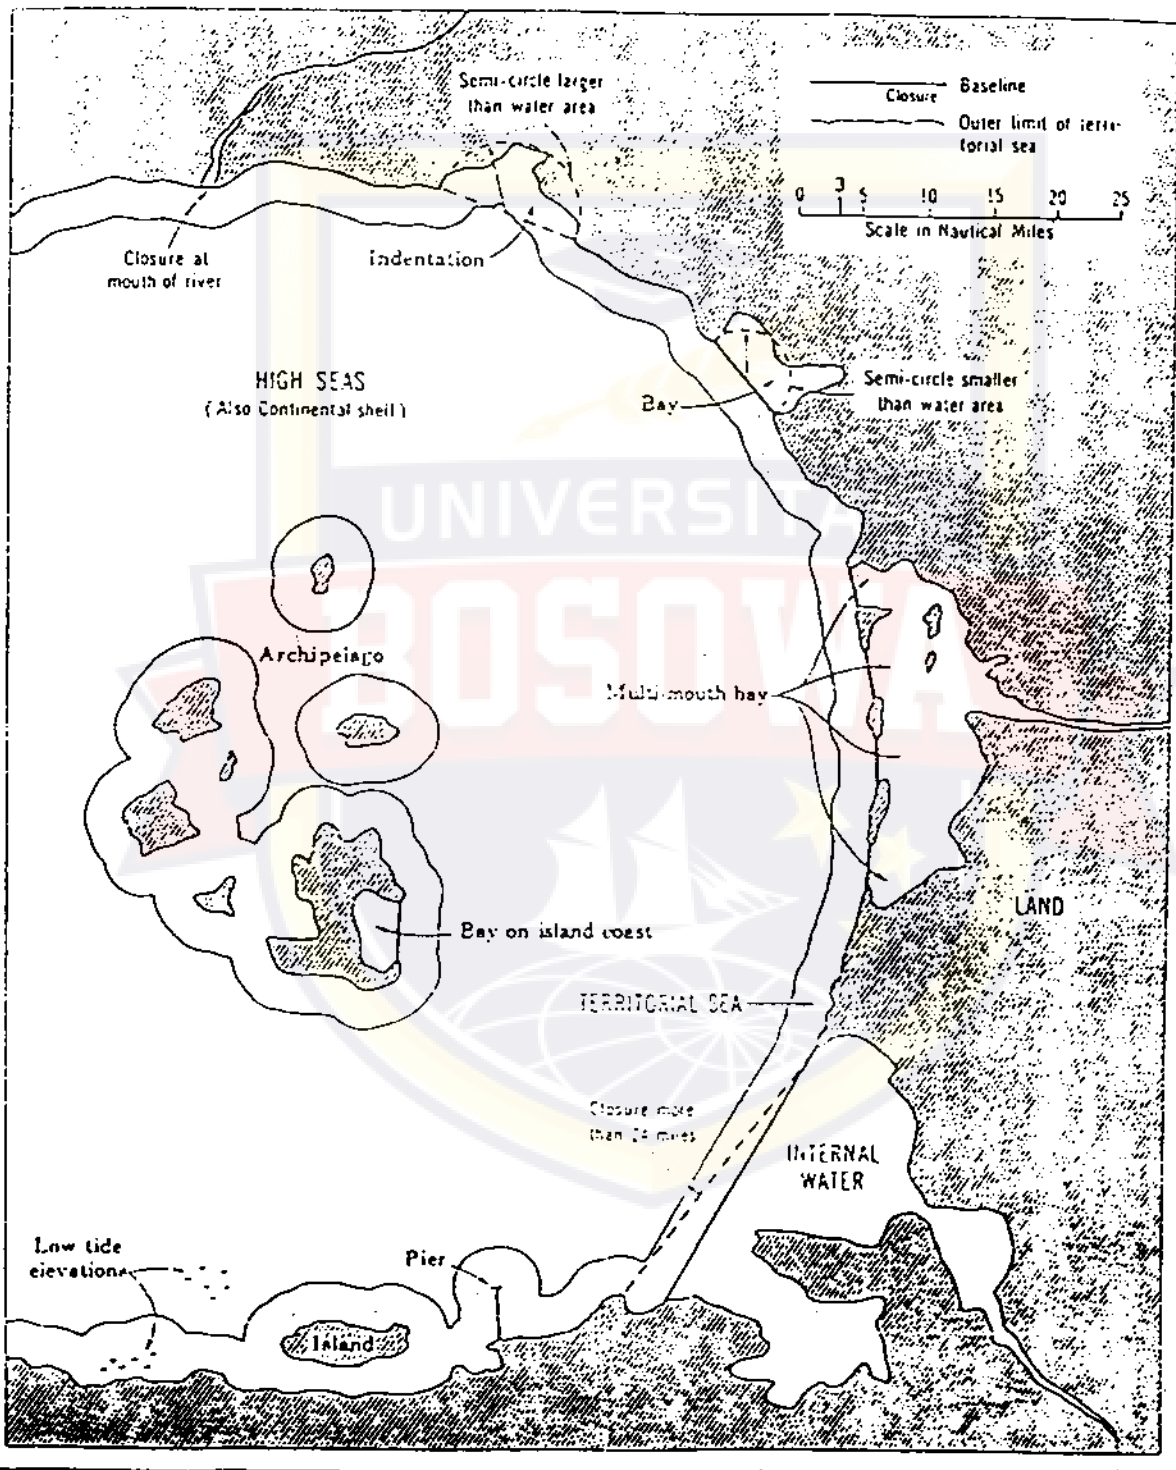 Semi-circle larger
than water area
Closure
Baseline
Outer limit of terri-
torial sea
0 3 5 10 15 20 25
Scale in Nautical Miles
Closure at
mouth of river
Indentation
HIGH SEAS
( Also Continental shelf )
Bay
Semi-circle smaller
than water area
UNIVERSITA
BOSOWA
Archipelago
Multi-mouth bay
LAND
Bay on island coast
TERRITORIAL SEA
Closure more
than 24 miles
INTERNAL
WATER
Low tide
elevations
Pier
Island